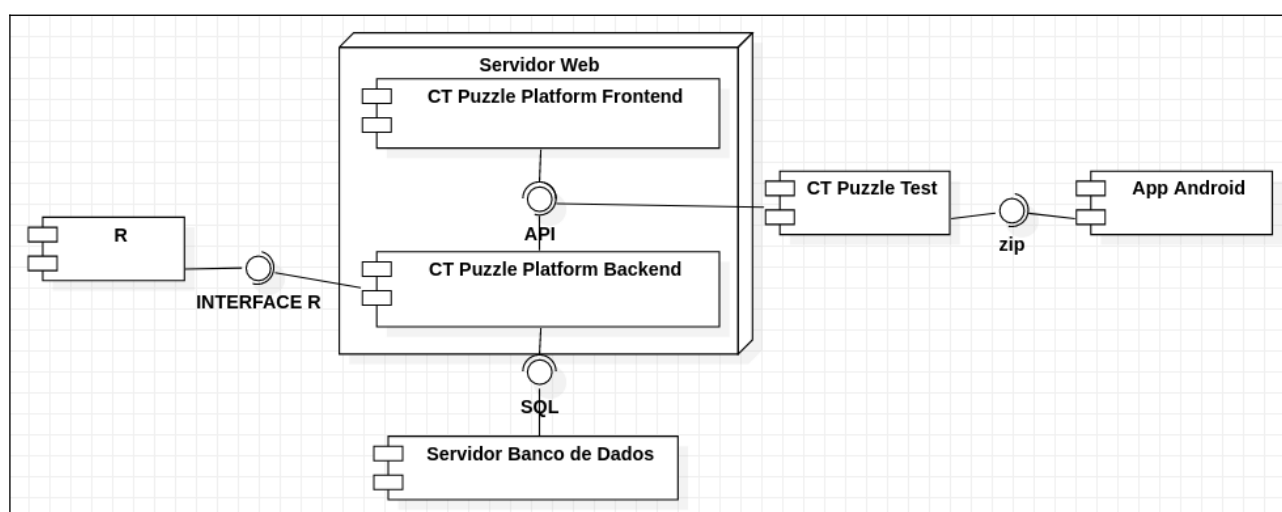 Servidor Web
CT Puzzle Platform Frontend
CT Puzzle Test
App Android
API
zip
R
CT Puzzle Platform Backend
INTERFACE R
SQL
Servidor Banco de Dados